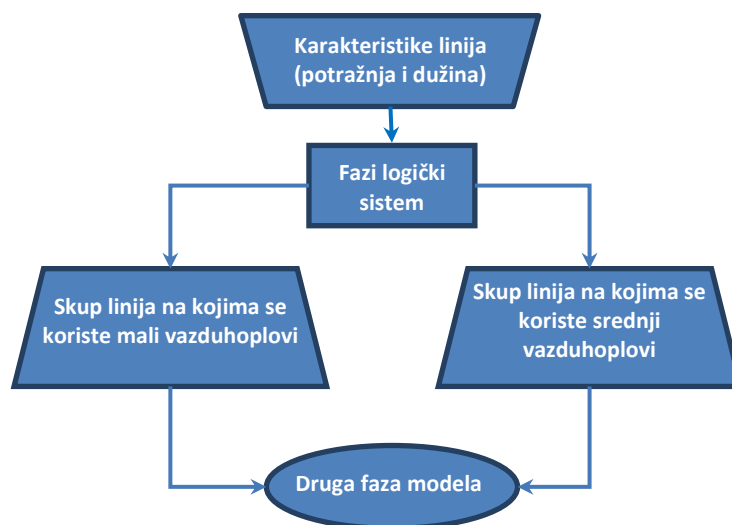 Karakteristike linija
(potražnja i dužina)
Fazi logički
sistem
Skup linija na kojima se
koriste mali vazduhoplovi
Skup linija na kojima se
koriste srednji
vazduhoplovi
Druga faza modela